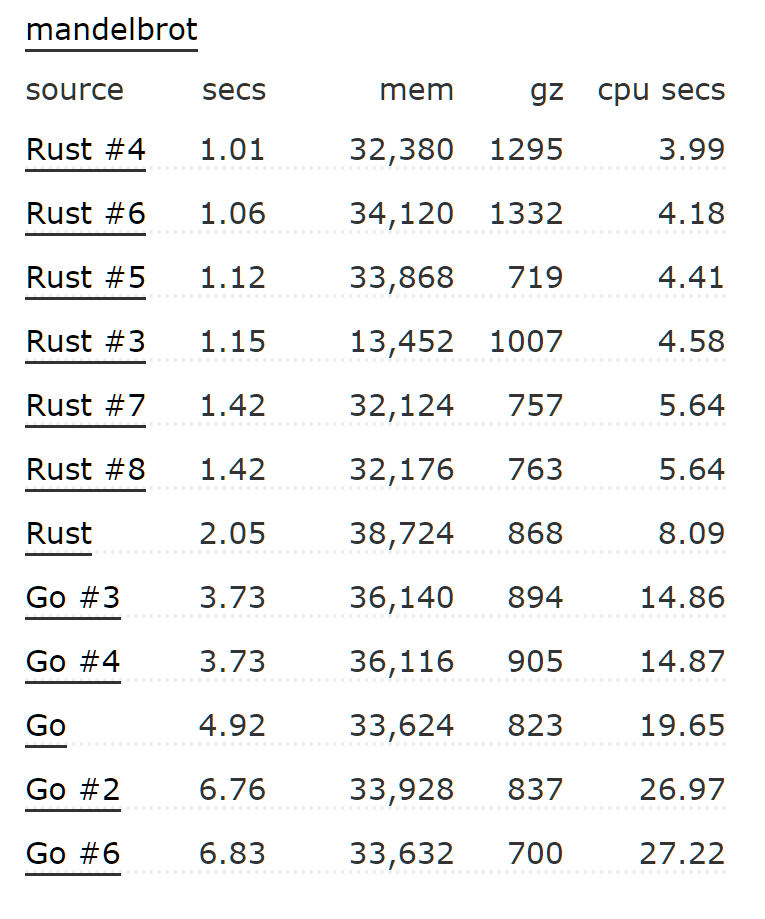 mandelbrot
source secs mem gz cpu secs
Rust #4 1.01 32,380 1295 3.99
Rust #6 1.06 34,120 1332 4.18
Rust #5 1.12 33,868 719 4.41
Rust #3 1.15 13,452 1007 4.58
Rust #7 1.42 32,124 757 5.64
Rust #8 1.42 32,176 763 5.64
Rust 2.05 38,724 868 8.09
Go #3 3.73 36,140 894 14.86
Go #4 3.73 36,116 905 14.87
Go 4.92 33,624 823 19.65
Go #2 6.76 33,928 837 26.97
Go #6 6.83 33,632 700 27.22